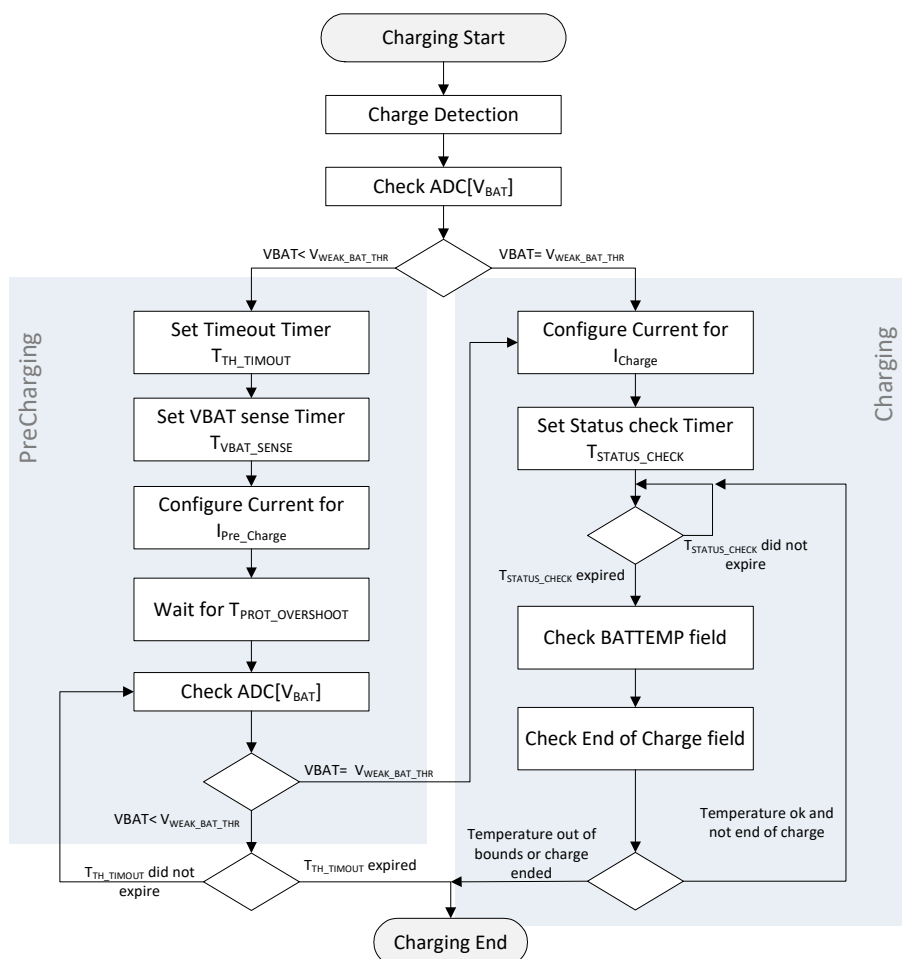 Charging Start
Charge Detection
Check ADC[VBAT]
VBAT< VWEAK_BAT_THR
VBAT= VWEAK_BAT_THR
PreCharging
Set Timeout Timer
TTH_TIMOUT
Set VBAT sense Timer
TVBAT_SENSE
Configure Current for
IPre_Charge
Wait for TPROT_OVERSHOOT
Check ADC[VBAT]
VBAT= VWEAK_BAT_THR
VBAT< VWEAK_BAT_THR
TTH_TIMOUT did not
expire
TTH_TIMOUT expired
Charging
Configure Current for
ICharge
Set Status check Timer
TSTATUS_CHECK
TSTATUS_CHECK did not
expire
TSTATUS_CHECK expired
Check BATTEMP field
Check End of Charge field
Temperature ok and
not end of charge
Temperature out of
bounds or charge
ended
Charging End